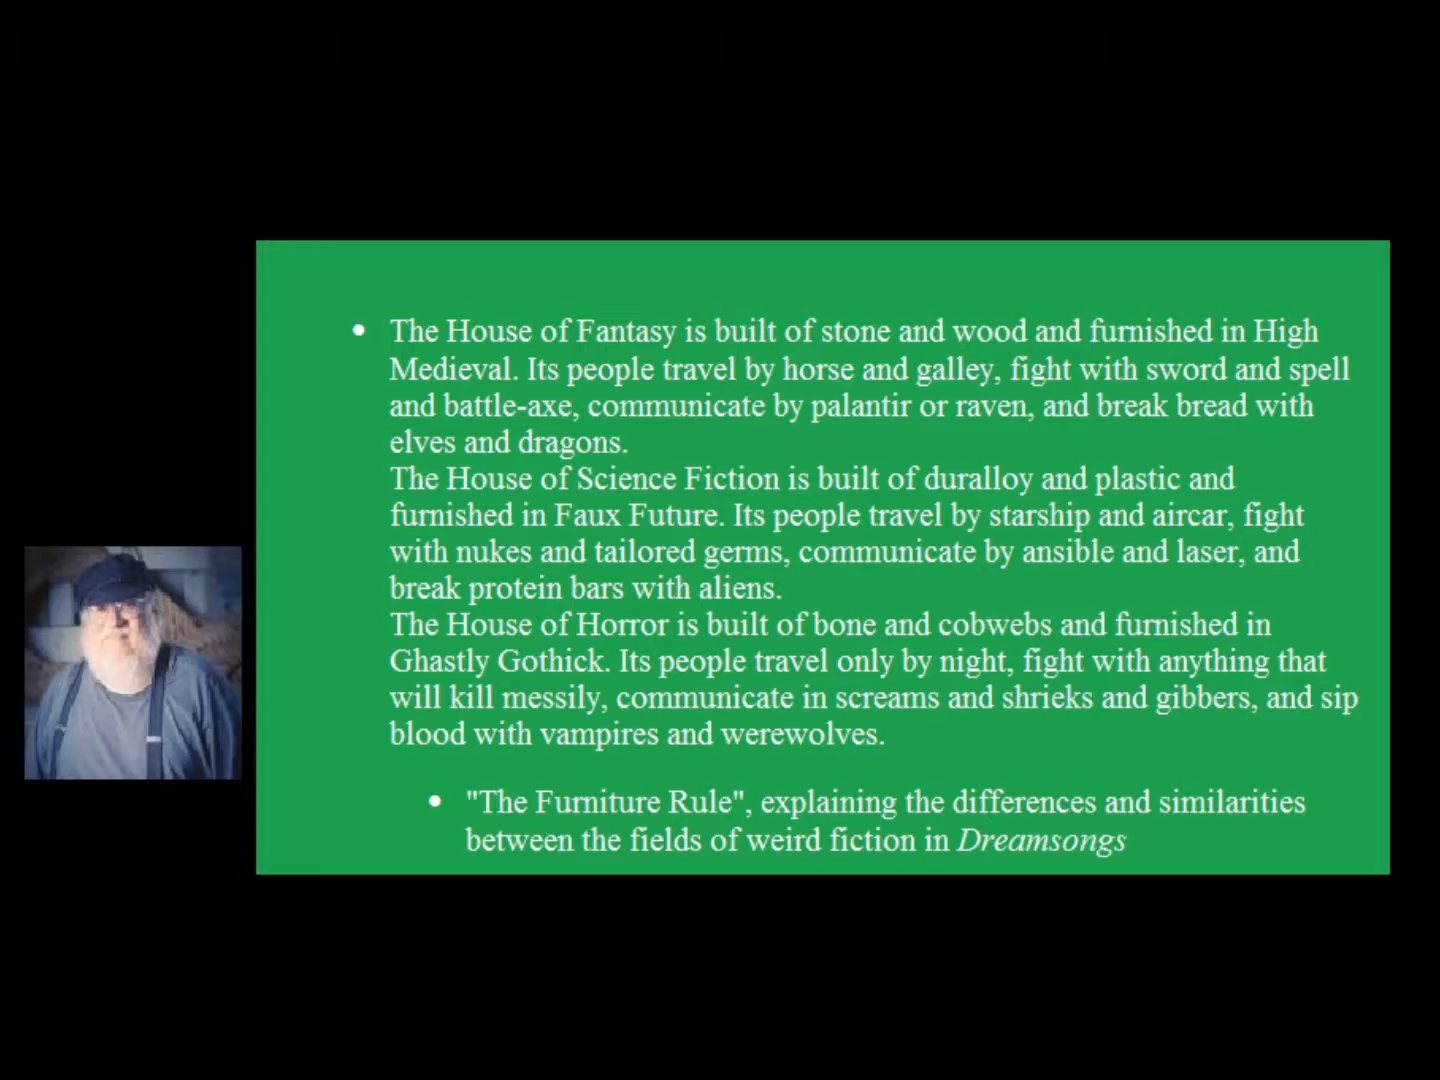 The House of Fantasy is built of stone and wood and furnished in High
Medieval. Its people travel by horse and galley, fight with sword and spell
and battle-axe, communicate by palantir or raven, and break bread with
elves and dragons.
The House of Science Fiction is built of duralloy and plastic and
furnished in Faux Future. Its people travel by starship and aircar, fight
with nukes and tailored germs, communicate by ansible and laser, and
break protein bars with aliens.
The House of Horror is built of bone and cobwebs and furnished in
Ghastly Gothick. Its people travel only by night, fight with anything that
will kill messily, communicate in screams and shrieks and gibbers, and sip
blood with vampires and werewolves.
"The Furniture Rule", explaining the differences and similarities
between the fields of weird fiction in Dreamsongs